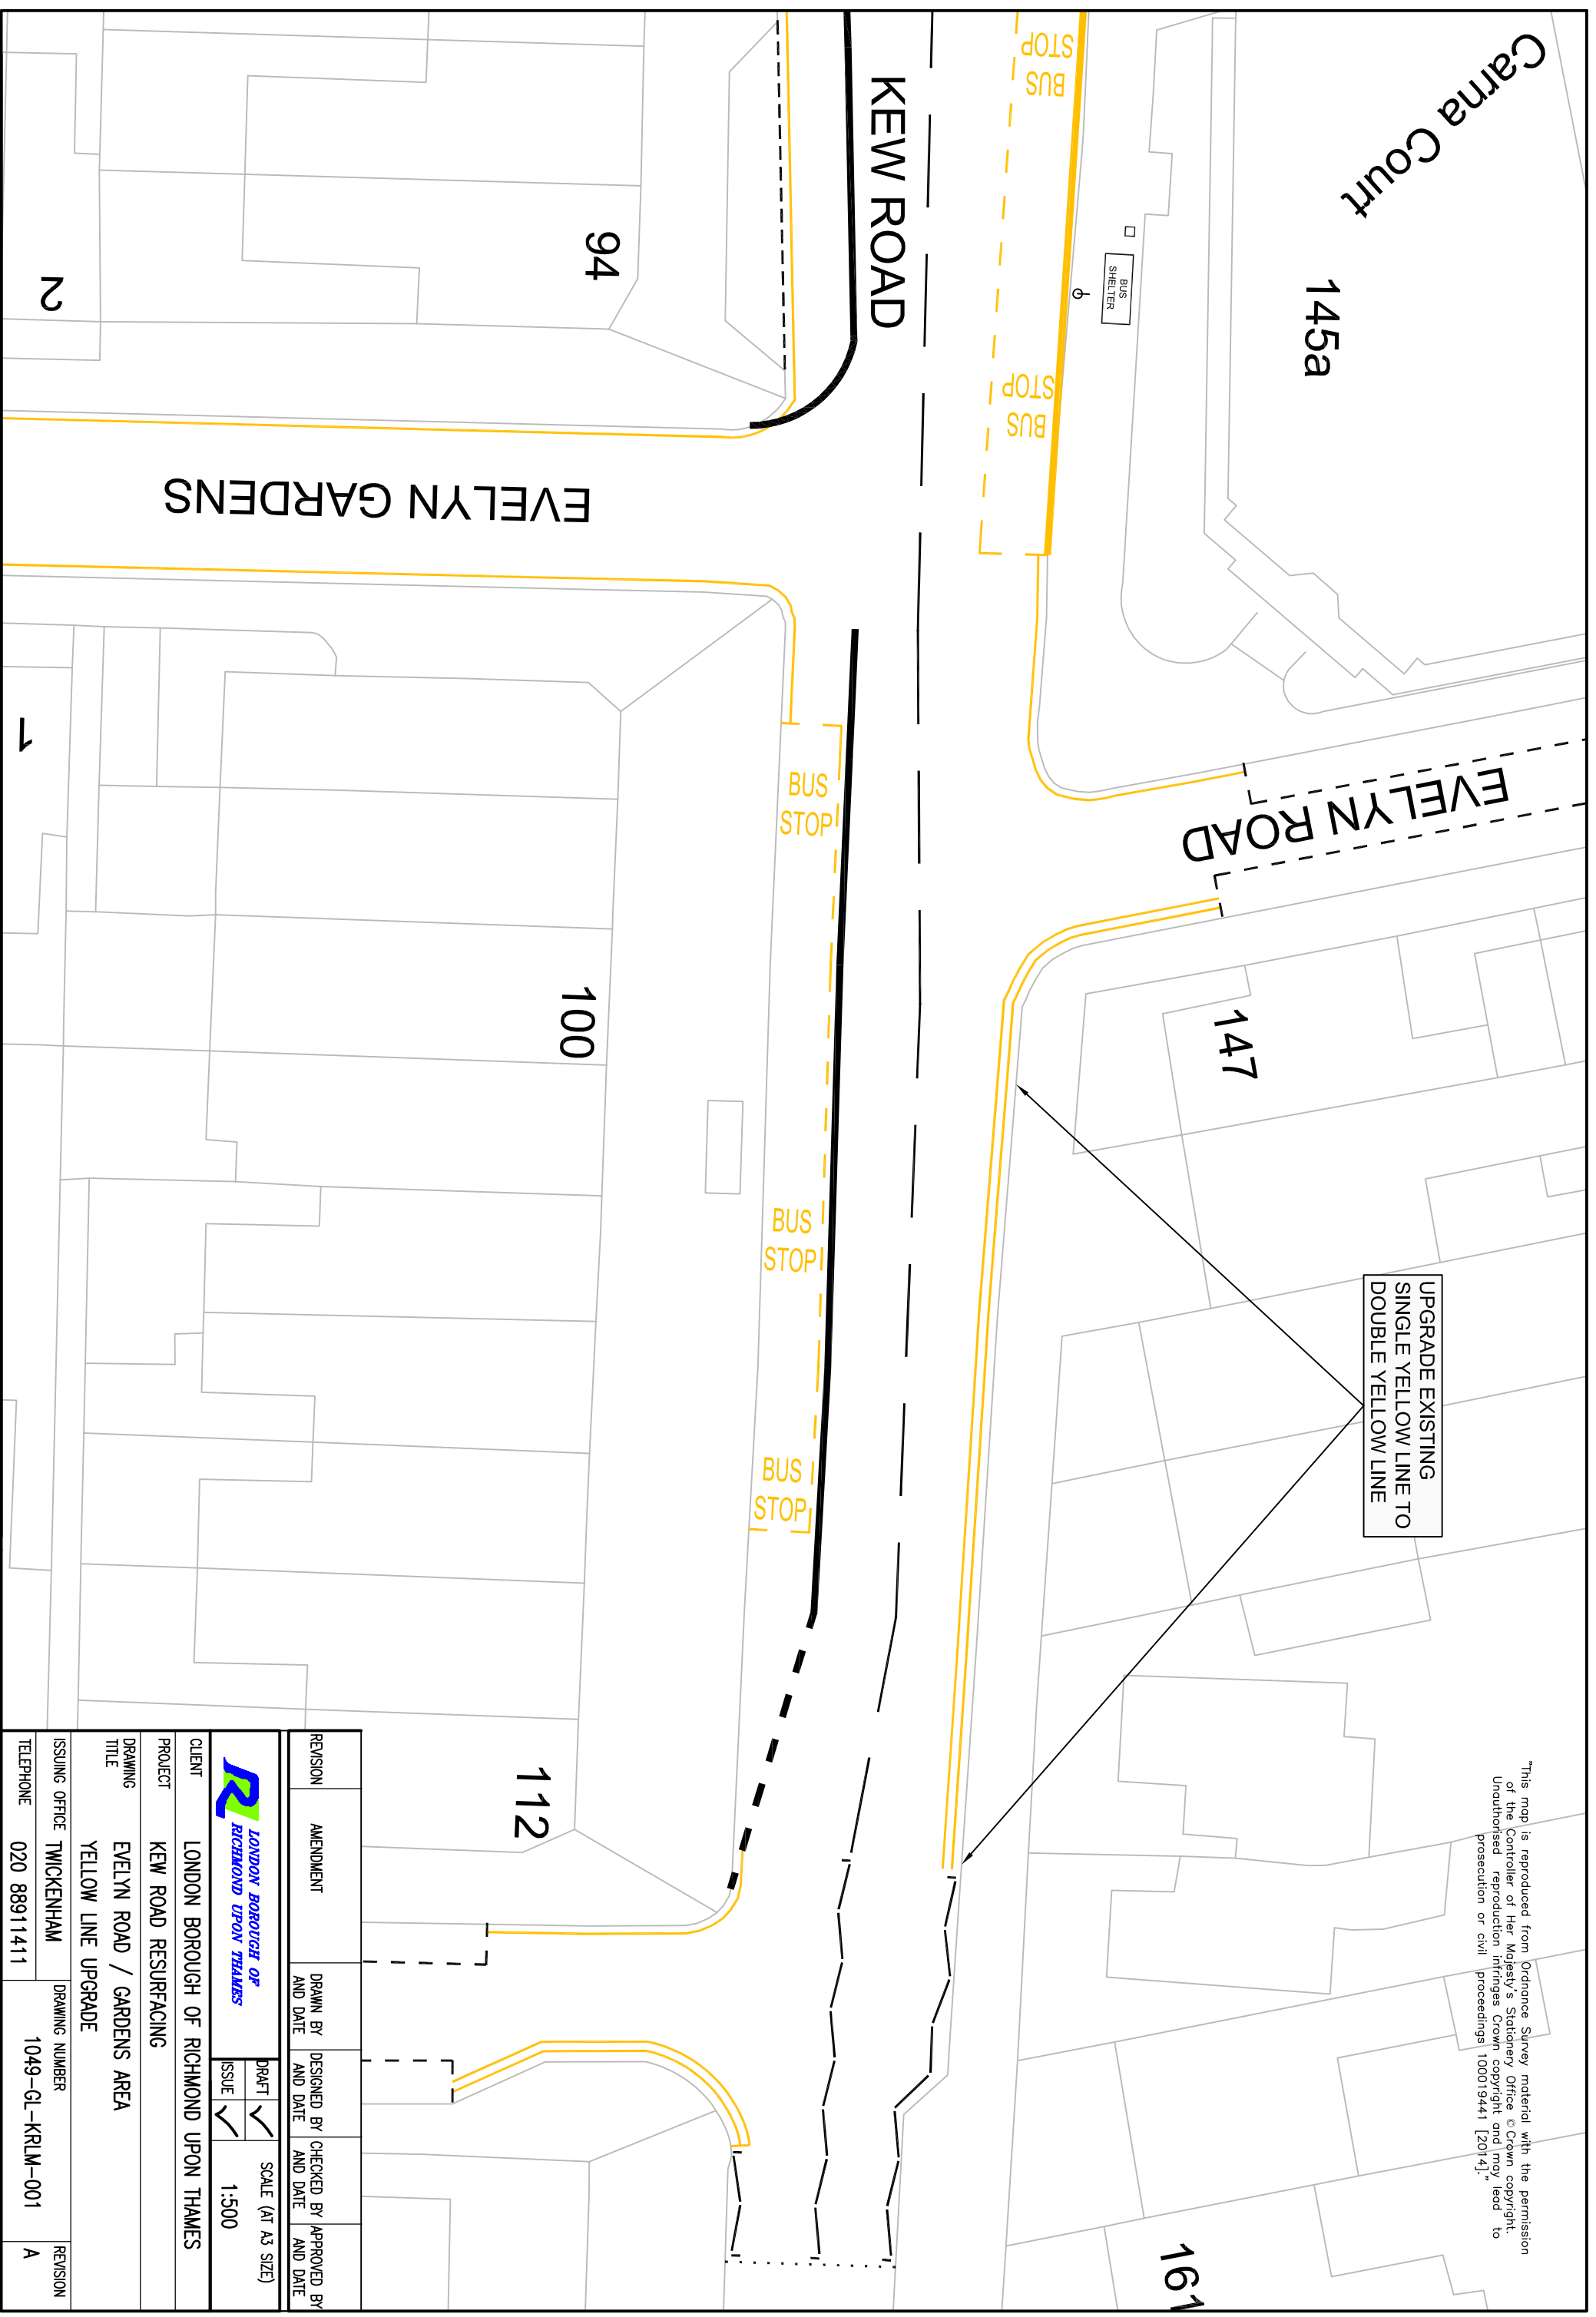 Carna Court
145a
BUS
STOP
BUS
SHELTER
BUS
STOP
KEW ROAD
94
2
EVELYN GARDENS
EVELYN ROAD
1
BUS
STOP
100
147
BUS
STOP
BUS
STOP
UPGRADE EXISTING
SINGLE YELLOW LINE TO
DOUBLE YELLOW LINE
112
161
"This map is reproduced from Ordnance Survey material with the permission
of the Controller of Her Majesty's Stationery Office © Crown copyright.
Unauthorised reproduction infringes Crown copyright and may lead to
prosecution or civil proceedings 100019441 [2014]."
REVISION
AMENDMENT
DRAWN BY
AND DATE
DESIGNED BY
AND DATE
CHECKED BY
AND DATE
APPROVED BY
AND DATE
LONDON BOROUGH OF
RICHMOND UPON THAMES
DRAFT ✓
ISSUE ✓
SCALE (AT A3 SIZE)
1:500
CLIENT
LONDON BOROUGH OF RICHMOND UPON THAMES
PROJECT
KEW ROAD RESURFACING
DRAWING
TITLE
EVELYN ROAD / GARDENS AREA
YELLOW LINE UPGRADE
ISSUING OFFICE
TWICKENHAM
TELEPHONE
020 88911411
DRAWING NUMBER
1049-GL-KRLM-001
REVISION
A